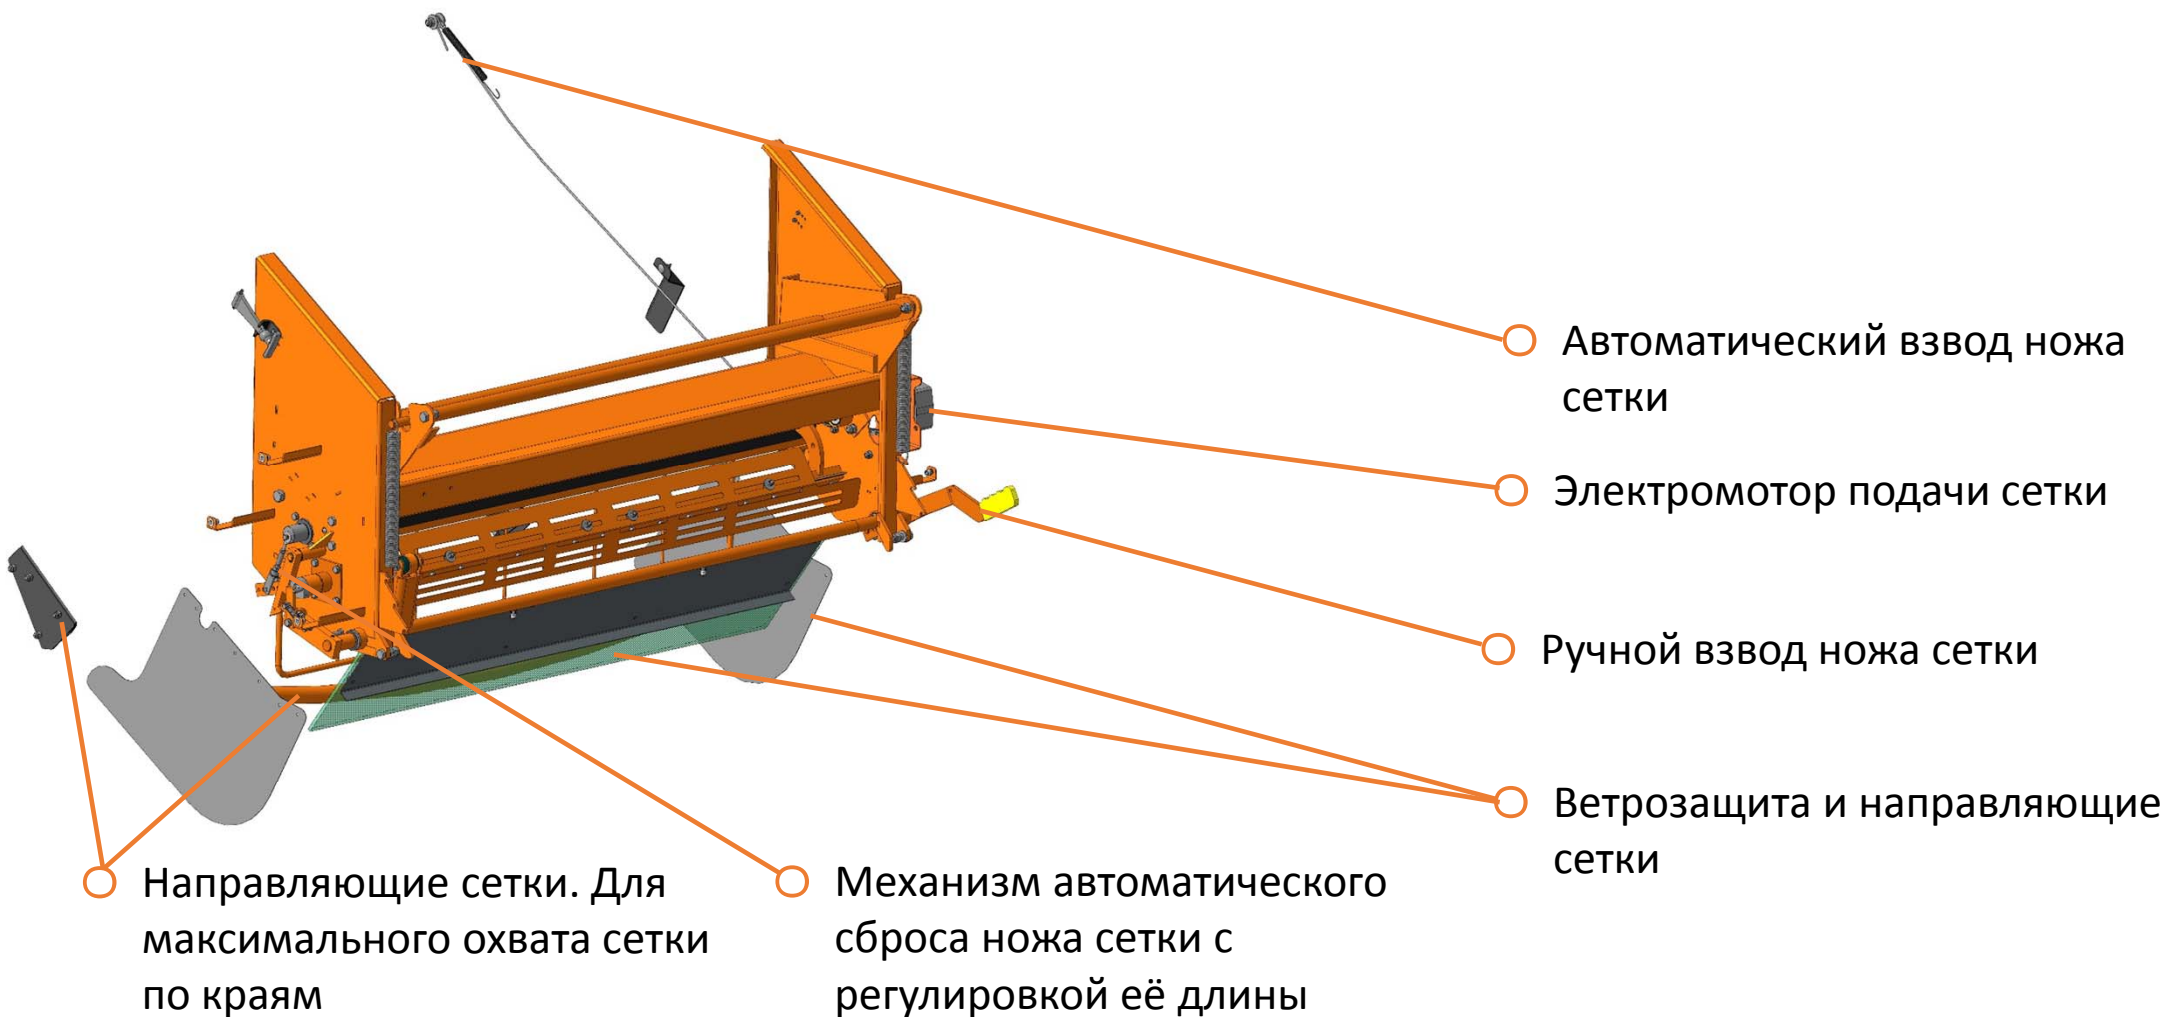 Автоматический взвод ножа
сетки
Электромотор подачи сетки
Ручной взвод ножа сетки
Ветрозащита и направляющие
сетки
Направляющие сетки. Для
максимального охвата сетки
по краям
Механизм автоматического
сброса ножа сетки с
регулировкой её длины